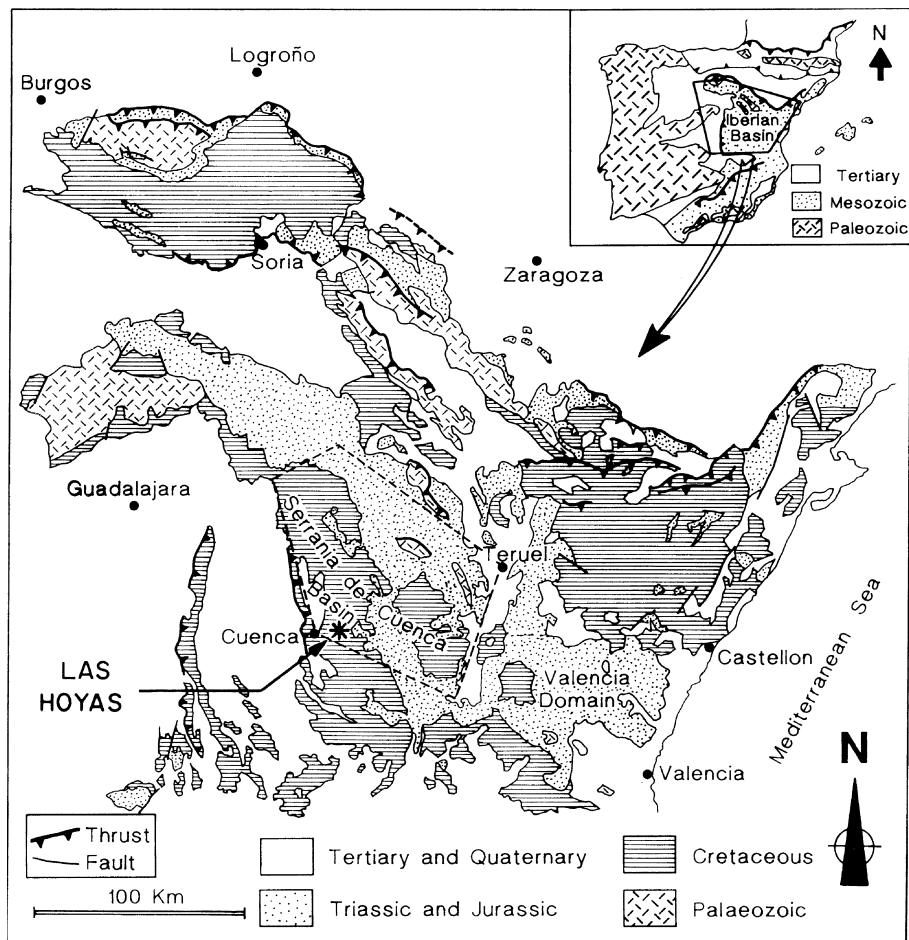 Logroño
Burgos
N
Iberian
Basin
Tertiary
Mesozoic
Paleozoic
Soria
Zaragoza
Guadalajara
Serrania de Cuenca
Basin
Teruel
Cuenca
LAS
HOYAS
Castellon
Valencia
Domain
Mediterranean Sea
Valencia
N
Thrust
Fault
Tertiary and Quaternary
Cretaceous
100 Km
Triassic and Jurassic
Palaeozoic